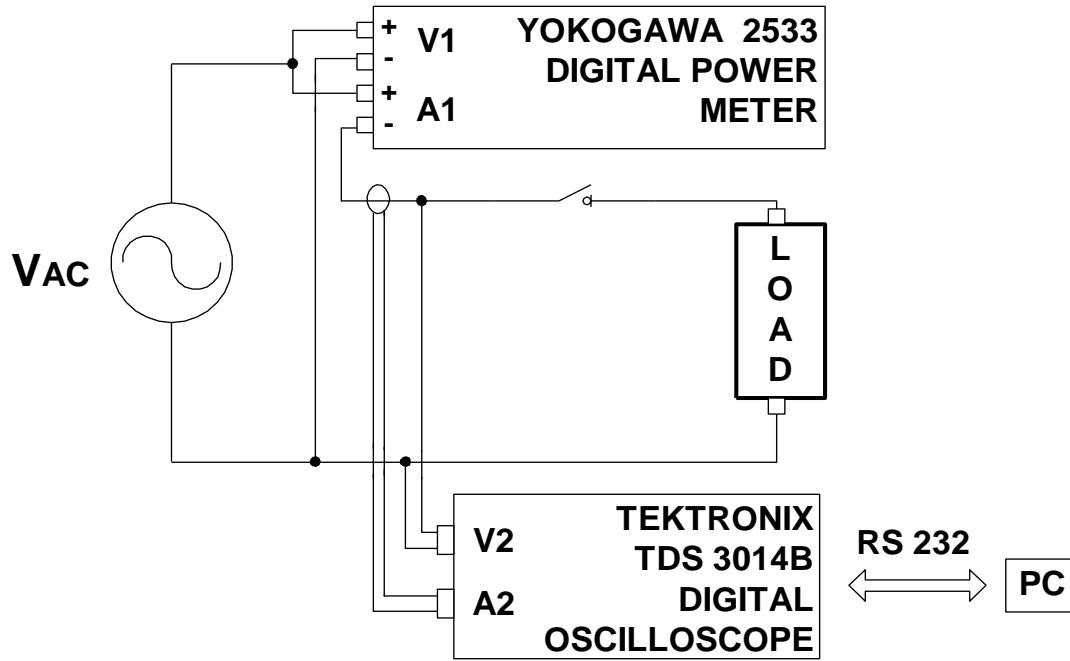 +
V1
-
+
A1
-
YOKOGAWA 2533
DIGITAL POWER
METER
VAC
L
O
A
D
V2
A2
TEKTRONIX
TDS 3014B
DIGITAL
OSCILLOSCOPE
RS 232
PC